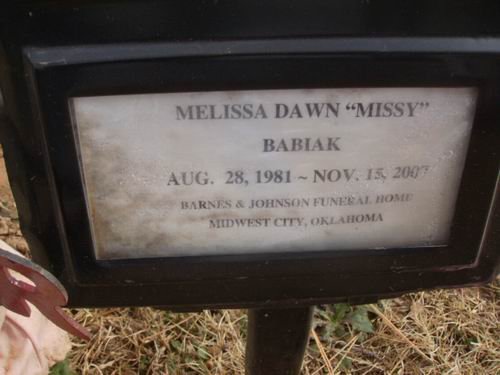 MELISSA DAWN "MISSY"
BABIAK
AUG. 28, 1981 ~ NOV. 15, 2007
BARNES & JOHNSON FUNERAL HOME
MIDWEST CITY, OKLAHOMA